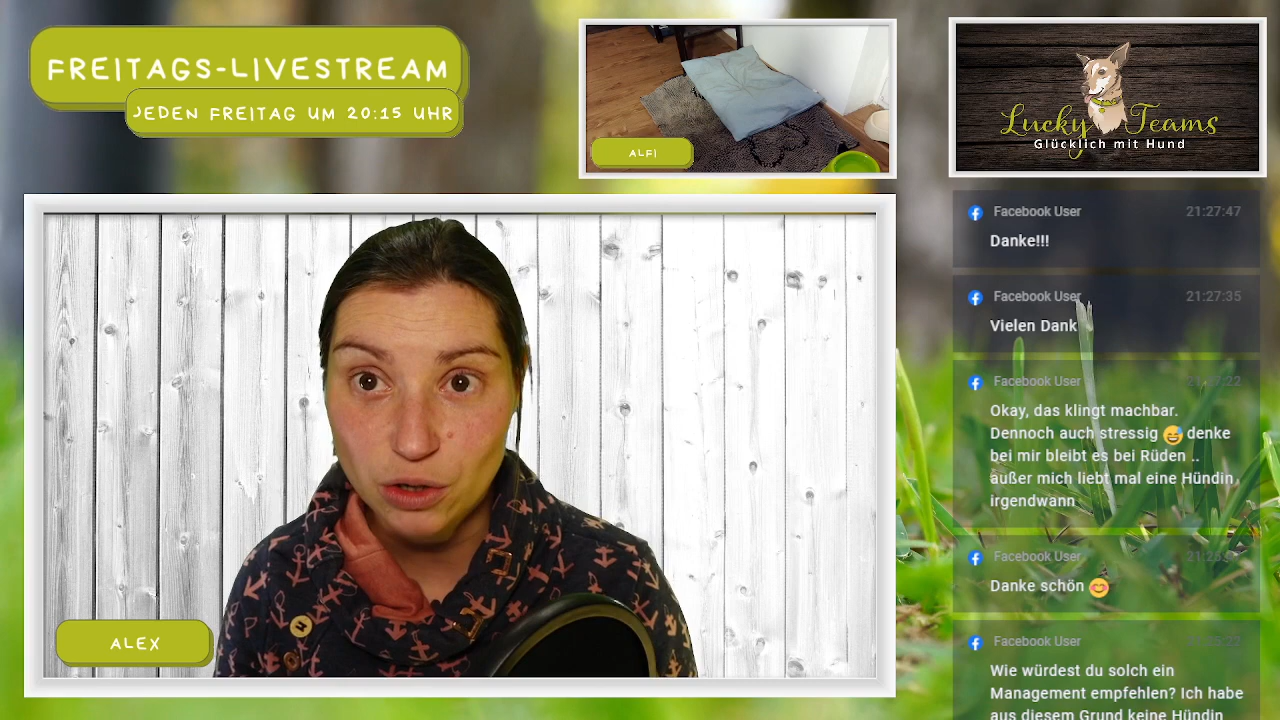 FREITAGS-LIVESTREAM
JEDEN FREITAG UM 20:15 UHR
ALFI
Lucky Teams
Glücklich mit Hund
Facebook User 21:27:47
Danke!!!
Facebook User 21:27:35
Vielen Dank
Facebook User
Okay, das klingt machbar.
Dennoch auch stressig 😅 denke
bei mir bleibt es bei Rüden ..
außer mich liebt mal eine Hündin
irgendwann
Facebook User
Danke schön 😊
Facebook User
Wie würdest du solch ein
Management empfehlen? Ich habe
aus diesem Grund keine Hündin
ALEX